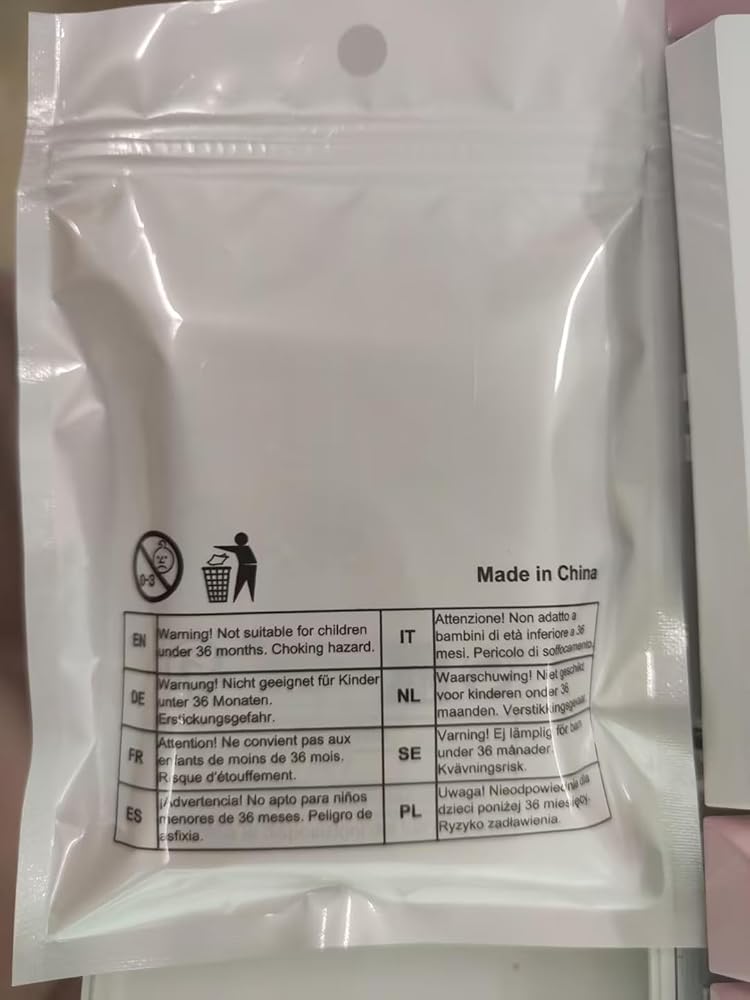 0-3
Made in China
EN
Warning! Not suitable for children
under 36 months. Choking hazard.
DE
Warnung! Nicht geeignet für Kinder
unter 36 Monaten.
Erstickungsgefahr.
FR
Attention! Ne convient pas aux
enfants de moins de 36 mois.
Risque d'étouffement.
ES
¡Advertencia! No apto para niños
menores de 36 meses. Peligro de
asfixia.
IT
Attenzione! Non adatto a
bambini di età inferiore a 36
mesi. Pericolo di soffocamento.
NL
Waarschuwing! Niet geschikt
voor kinderen onder 36
maanden. Verstikkingsgevaar.
SE
Varning! Ej lämplig för barn
under 36 månader.
Kvävningsrisk.
PL
Uwaga! Nieodpowiednia dla
dzieci poniżej 36 miesięcy.
Ryzyko zadławienia.